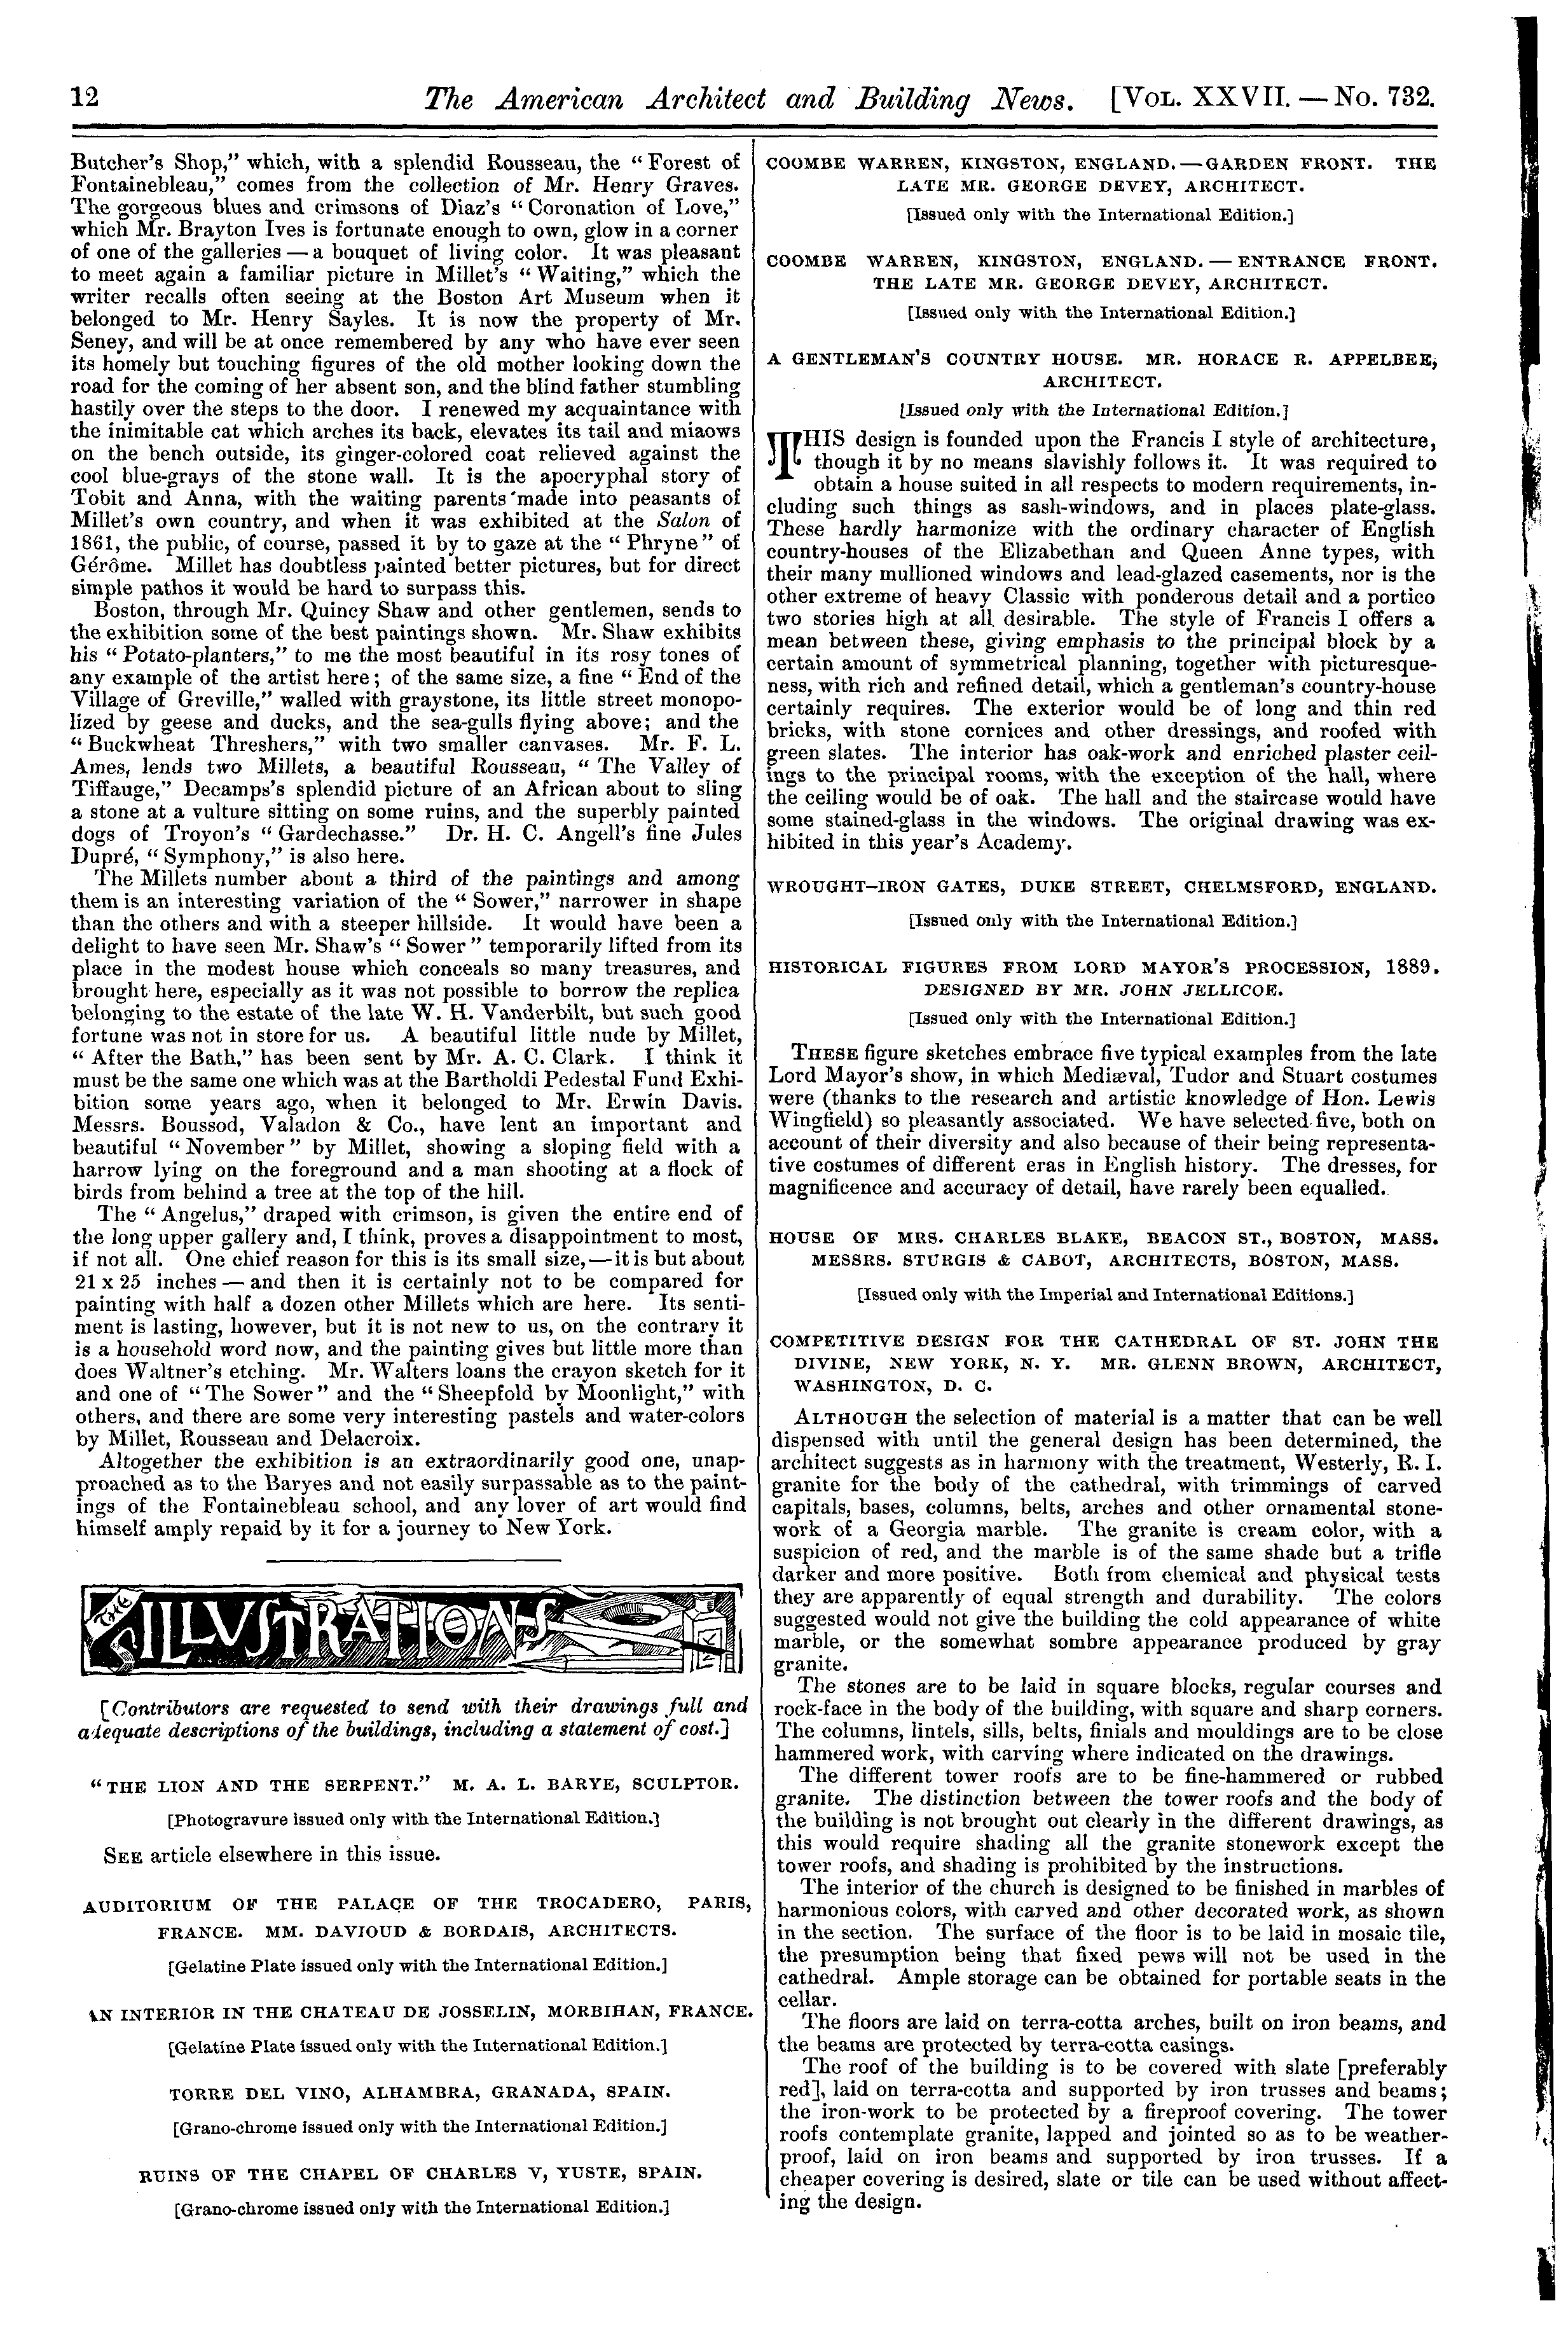 12 The American Architect and Building News. [VOL. XXVII. — No. 732.
Butcher's Shop,” which, with a splendid Rousseau, the “ Forest of
Fontainebleau,” comes from the collection of Mr. Henry Graves.
The gorgeous blues and crimsons of Diaz's “ Coronation of Love,”
which Mr. Brayton Ives is fortunate enough to own, glow in a corner
of one of the galleries — a bouquet of living color. It was pleasant
to meet again a familiar picture in Millet's “ Waiting,” which the
writer recalls often seeing at the Boston Art Museum when it
belonged to Mr. Henry Sayles. It is now the property of Mr.
Seney, and will be at once remembered by any who have ever seen
its homely but touching figures of the old mother looking down the
road for the coming of her absent son, and the blind father stumbling
hastily over the steps to the door. I renewed my acquaintance with
the inimitable cat which arches its back, elevates its tail and miaows
on the bench outside, its ginger-colored coat relieved against the
cool blue-grays of the stone wall. It is the apocryphal story of
Tobit and Anna, with the waiting parents made into peasants of
Millet's own country, and when it was exhibited at the Salon of
1861, the public, of course, passed it by to gaze at the “ Phryne ” of
Gérôme. Millet has doubtless painted better pictures, but for direct
simple pathos it would be hard to surpass this.
Boston, through Mr. Quincy Shaw and other gentlemen, sends to
the exhibition some of the best paintings shown. Mr. Shaw exhibits
his “ Potato-planters,” to me the most beautiful in its rosy tones of
any example of the artist here; of the same size, a fine “ End of the
Village of Greville,” walled with graystone, its little street monopo-
lized by geese and ducks, and the sea-gulls flying above; and the
“ Buckwheat Threshers,” with two smaller canvases. Mr. F. L.
Ames, lends two Millets, a beautiful Rousseau, “ The Valley of
Tiffauge,” Decamps's splendid picture of an African about to sling
a stone at a vulture sitting on some ruins, and the superbly painted
dogs of Troyon's “ Gardechasse.” Dr. H. C. Angell's fine Jules
Dupré, “ Symphony,” is also here.
The Millets number about a third of the paintings and among
them is an interesting variation of the “ Sower,” narrower in shape
than the others and with a steeper hillside. It would have been a
delight to have seen Mr. Shaw's “ Sower ” temporarily lifted from its
place in the modest house which conceals so many treasures, and
brought here, especially as it was not possible to borrow the replica
belonging to the estate of the late W. H. Vanderbilt, but such good
fortune was not in store for us. A beautiful little nude by Millet,
“ After the Bath,” has been sent by Mr. A. C. Clark. I think it
must be the same one which was at the Bartholdi Pedestal Fund Exhi-
bition some years ago, when it belonged to Mr. Erwin Davis.
Messrs. Boussod, Valadon & Co., have lent an important and
beautiful “ November ” by Millet, showing a sloping field with a
harrow lying on the foreground and a man shooting at a flock of
birds from behind a tree at the top of the hill.
The “ Angelus,” draped with crimson, is given the entire end of
the long upper gallery and, I think, proves a disappointment to most,
if not all. One chief reason for this is its small size,—it is but about
21 x 25 inches — and then it is certainly not to be compared for
painting with half a dozen other Millets which are here. Its senti-
ment is lasting, however, but it is not new to us, on the contrary it
is a household word now, and the painting gives but little more than
does Waltner's etching. Mr. Walters loans the crayon sketch for it
and one of “ The Sower ” and the “ Sheepfold by Moonlight,” with
others, and there are some very interesting pastels and water-colors
by Millet, Rousseau and Delacroix.
Altogether the exhibition is an extraordinarily good one, unap-
proached as to the Baryes and not easily surpassable as to the paint-
ings of the Fontainebleau school, and any lover of art would find
himself amply repaid by it for a journey to New York.
THE
ILLVSTRATIONS
INK
[Contributors are requested to send with their drawings full and
adequate descriptions of the buildings, including a statement of cost.]
“THE LION AND THE SERPENT.” M. A. L. BARYE, SCULPTOR.
[Photogravure issued only with the International Edition.]
SEE article elsewhere in this issue.
AUDITORIUM OF THE PALACE OF THE TROCADERO, PARIS,
FRANCE. MM. DAVIOUD & BORDAIS, ARCHITECTS.
[Gelatine Plate issued only with the International Edition.]
AN INTERIOR IN THE CHATEAU DE JOSSELIN, MORBIHAN, FRANCE.
[Gelatine Plate issued only with the International Edition.]
TORRE DEL VINO, ALHAMBRA, GRANADA, SPAIN.
[Grano-chrome issued only with the International Edition.]
RUINS OF THE CHAPEL OF CHARLES V, YUSTE, SPAIN.
[Grano-chrome issued only with the International Edition.]
COOMBE WARREN, KINGSTON, ENGLAND.—GARDEN FRONT. THE
LATE MR. GEORGE DEVEY, ARCHITECT.
[Issued only with the International Edition.]
COOMBE WARREN, KINGSTON, ENGLAND. — ENTRANCE FRONT.
THE LATE MR. GEORGE DEVEY, ARCHITECT.
[Issued only with the International Edition.]
A GENTLEMAN'S COUNTRY HOUSE. MR. HORACE R. APPELBEE,
ARCHITECT.
[Issued only with the International Edition.]
THIS design is founded upon the Francis I style of architecture,
though it by no means slavishly follows it. It was required to
obtain a house suited in all respects to modern requirements, in-
cluding such things as sash-windows, and in places plate-glass.
These hardly harmonize with the ordinary character of English
country-houses of the Elizabethan and Queen Anne types, with
their many mullioned windows and lead-glazed casements, nor is the
other extreme of heavy Classic with ponderous detail and a portico
two stories high at all desirable. The style of Francis I offers a
mean between these, giving emphasis to the principal block by a
certain amount of symmetrical planning, together with picturesque-
ness, with rich and refined detail, which a gentleman's country-house
certainly requires. The exterior would be of long and thin red
bricks, with stone cornices and other dressings, and roofed with
green slates. The interior has oak-work and enriched plaster ceil-
ings to the principal rooms, with the exception of the hall, where
the ceiling would be of oak. The hall and the staircase would have
some stained-glass in the windows. The original drawing was ex-
hibited in this year's Academy.
WROUGHT-IRON GATES, DUKE STREET, CHELMSFORD, ENGLAND.
[Issued only with the International Edition.]
HISTORICAL FIGURES FROM LORD MAYOR'S PROCESSION, 1889.
DESIGNED BY MR. JOHN JELLICOE.
[Issued only with the International Edition.]
THESE figure sketches embrace five typical examples from the late
Lord Mayor's show, in which Mediæval, Tudor and Stuart costumes
were (thanks to the research and artistic knowledge of Hon. Lewis
Wingfield) so pleasantly associated. We have selected five, both on
account of their diversity and also because of their being representa-
tive costumes of different eras in English history. The dresses, for
magnificence and accuracy of detail, have rarely been equalled.
HOUSE OF MRS. CHARLES BLAKE, BEACON ST., BOSTON, MASS.
MESSRS. STURGIS & CABOT, ARCHITECTS, BOSTON, MASS.
[Issued only with the Imperial and International Editions.]
COMPETITIVE DESIGN FOR THE CATHEDRAL OF ST. JOHN THE
DIVINE, NEW YORK, N. Y. MR. GLENN BROWN, ARCHITECT,
WASHINGTON, D. C.
ALTHOUGH the selection of material is a matter that can be well
dispensed with until the general design has been determined, the
architect suggests as in harmony with the treatment, Westerly, R. I.
granite for the body of the cathedral, with trimmings of carved
capitals, bases, columns, belts, arches and other ornamental stone-
work of a Georgia marble. The granite is cream color, with a
suspicion of red, and the marble is of the same shade but a trifle
darker and more positive. Both from chemical and physical tests
they are apparently of equal strength and durability. The colors
suggested would not give the building the cold appearance of white
marble, or the somewhat sombre appearance produced by gray
granite.
The stones are to be laid in square blocks, regular courses and
rock-face in the body of the building, with square and sharp corners.
The columns, lintels, sills, belts, finials and mouldings are to be close
hammered work, with carving where indicated on the drawings.
The different tower roofs are to be fine-hammered or rubbed
granite. The distinction between the tower roofs and the body of
the building is not brought out clearly in the different drawings, as
this would require shading all the granite stonework except the
tower roofs, and shading is prohibited by the instructions.
The interior of the church is designed to be finished in marbles of
harmonious colors, with carved and other decorated work, as shown
in the section. The surface of the floor is to be laid in mosaic tile,
the presumption being that fixed pews will not be used in the
cathedral. Ample storage can be obtained for portable seats in the
cellar.
The floors are laid on terra-cotta arches, built on iron beams, and
the beams are protected by terra-cotta casings.
The roof of the building is to be covered with slate [preferably
red], laid on terra-cotta and supported by iron trusses and beams;
the iron-work to be protected by a fireproof covering. The tower
roofs contemplate granite, lapped and jointed so as to be weather-
proof, laid on iron beams and supported by iron trusses. If a
cheaper covering is desired, slate or tile can be used without affect-
ing the design.